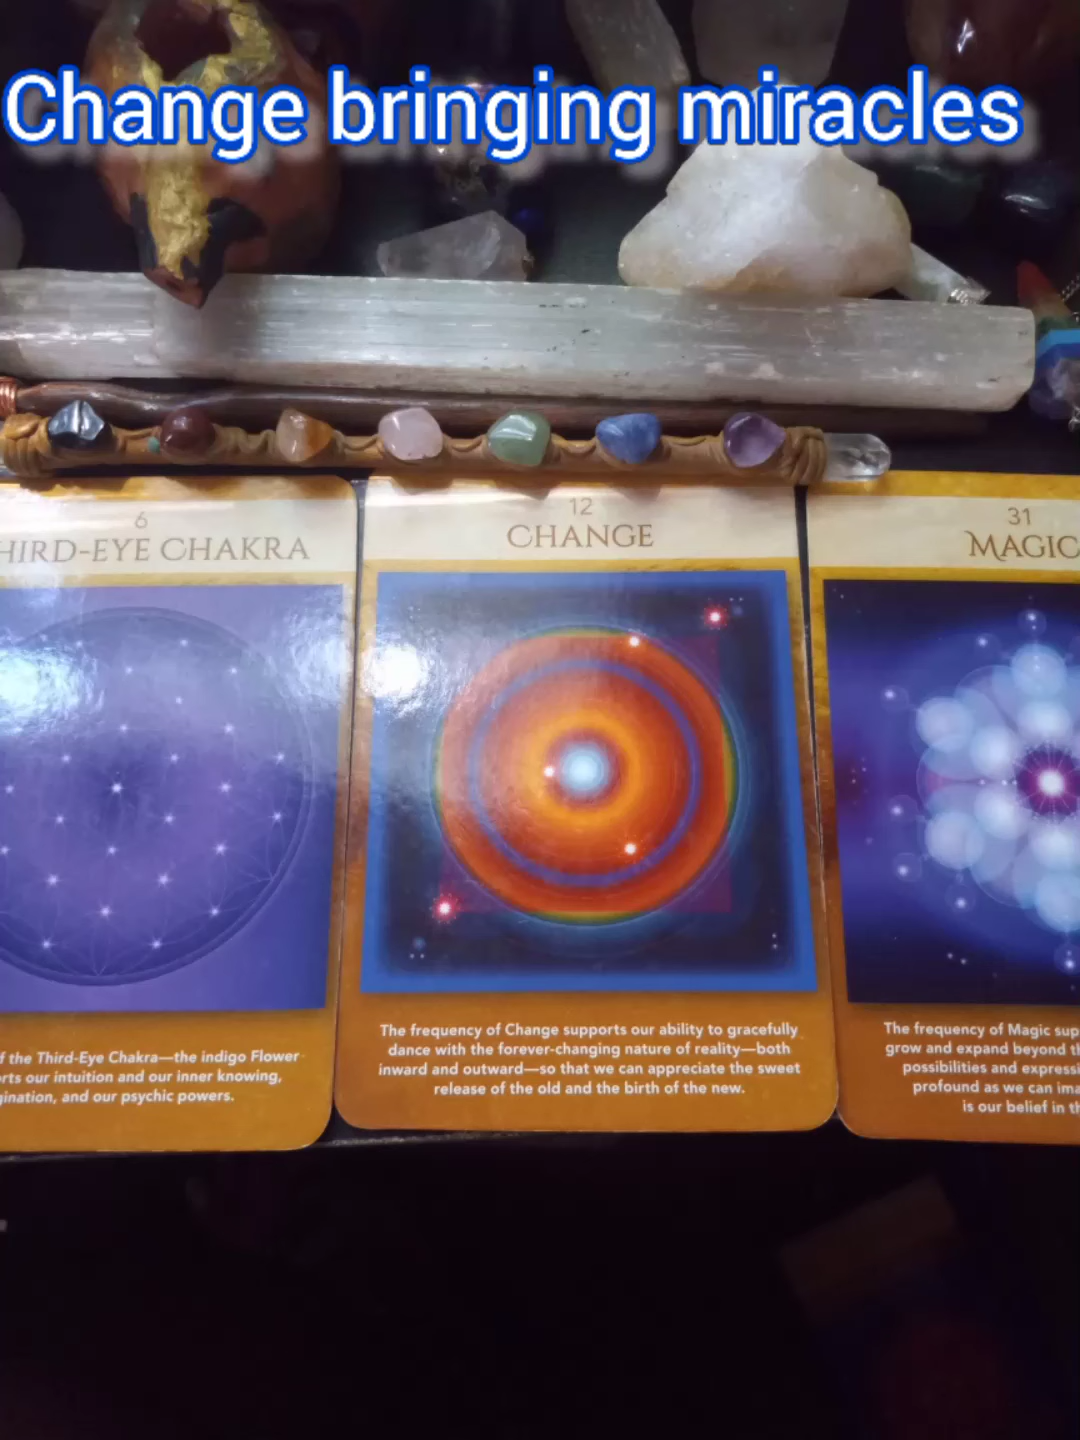 Change bringing miracles
6
HIRD-EYE CHAKRA
f the Third-Eye Chakra—the indigo Flower
rts our intuition and our inner knowing,
gination, and our psychic powers.
12
CHANGE
The frequency of Change supports our ability to gracefully
dance with the forever-changing nature of reality—both
inward and outward—so that we can appreciate the sweet
release of the old and the birth of the new.
31
MAGIC
The frequency of Magic sup
grow and expand beyond th
possibilities and expressi
profound as we can ima
is our belief in th